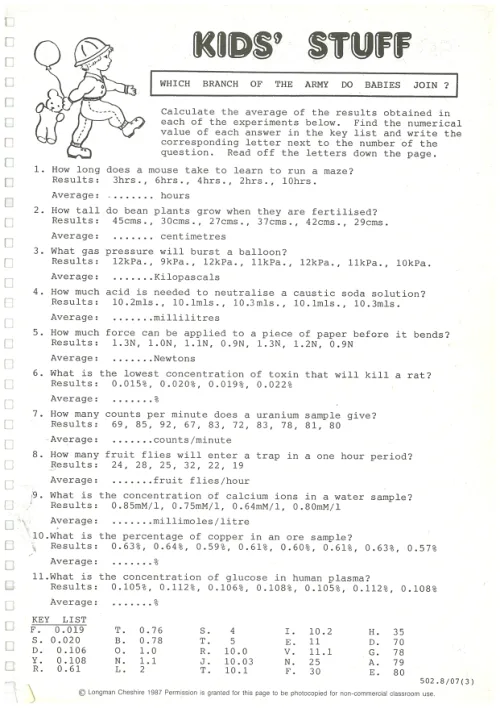 KIDS' STUFF
WHICH BRANCH OF THE ARMY DO BABIES JOIN ?
Calculate the average of the results obtained in
each of the experiments below. Find the numerical
value of each answer in the key list and write the
corresponding letter next to the number of the
question. Read off the letters down the page.
1. How long does a mouse take to learn to run a maze?
Results: 3hrs., 6hrs., 4hrs., 2hrs., 10hrs.
Average: ........ hours
2. How tall do bean plants grow when they are fertilised?
Results: 45cms., 30cms., 27cms., 37cms., 42cms., 29cms.
Average: ....... centimetres
3. What gas pressure will burst a balloon?
Results: 12kPa., 9kPa., 12kPa., 11kPa., 12kPa., 11kPa., 10kPa.
Average: .......Kilopascals
4. How much acid is needed to neutralise a caustic soda solution?
Results: 10.2mls., 10.1mls., 10.3mls., 10.1mls., 10.3mls.
Average: .......millilitres
5. How much force can be applied to a piece of paper before it bends?
Results: 1.3N, 1.0N, 1.1N, 0.9N, 1.3N, 1.2N, 0.9N
Average: .......Newtons
6. What is the lowest concentration of toxin that will kill a rat?
Results: 0.015%, 0.020%, 0.019%, 0.022%
Average: .......%
7. How many counts per minute does a uranium sample give?
Results: 69, 85, 92, 67, 83, 72, 83, 78, 81, 80
Average: .......counts/minute
8. How many fruit flies will enter a trap in a one hour period?
Results: 24, 28, 25, 32, 22, 19
Average: .......fruit flies/hour
9. What is the concentration of calcium ions in a water sample?
Results: 0.85mM/l, 0.75mM/l, 0.64mM/l, 0.80mM/l
Average: .......millimoles/litre
10.What is the percentage of copper in an ore sample?
Results: 0.63%, 0.64%, 0.59%, 0.61%, 0.60%, 0.61%, 0.63%, 0.57%
Average: .......%
11.What is the concentration of glucose in human plasma?
Results: 0.105%, 0.112%, 0.106%, 0.108%, 0.105%, 0.112%, 0.108%
Average: .......%
KEY LIST
F. 0.019 T. 0.76 S. 4 I. 10.2 H. 35
S. 0.020 B. 0.78 T. 5 E. 11 D. 70
D. 0.106 O. 1.0 R. 10.0 V. 11.1 G. 78
Y. 0.108 N. 1.1 J. 10.03 N. 25 A. 79
R. 0.61 L. 2 T. 10.1 F. 30 E. 80
502.8/07(3)
© Longman Cheshire 1987 Permission is granted for this page to be photocopied for non-commercial classroom use.